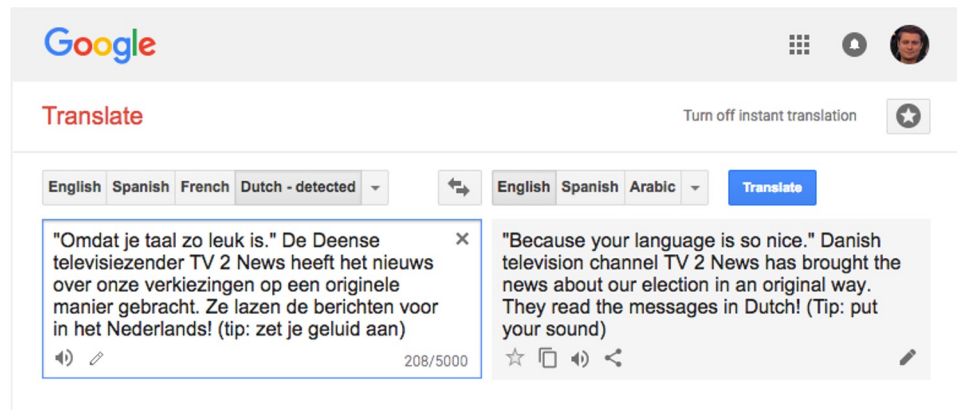 Google
Translate
Turn off instant translation
English Spanish French Dutch - detected
English Spanish Arabic
Translate
"Omdat je taal zo leuk is." De Deense
televisiezender TV 2 News heeft het nieuws
over onze verkiezingen op een originele
manier gebracht. Ze lazen de berichten voor
in het Nederlands! (tip: zet je geluid aan)
208/5000
"Because your language is so nice." Danish
television channel TV 2 News has brought the
news about our election in an original way.
They read the messages in Dutch! (Tip: put
your sound)